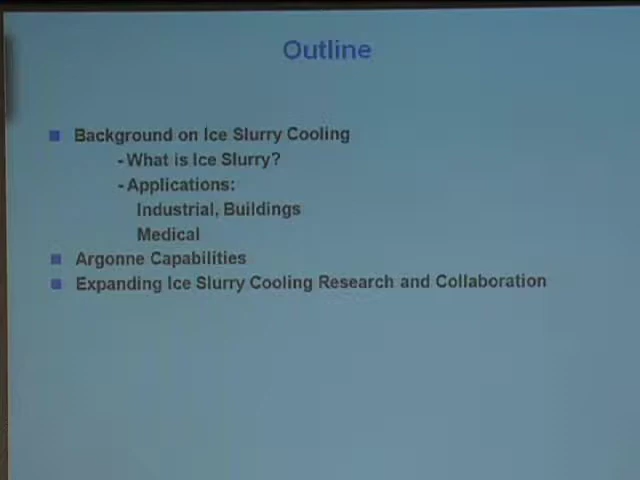 Outline
Background on Ice Slurry Cooling
- What is Ice Slurry?
- Applications:
Industrial, Buildings
Medical
Argonne Capabilities
Expanding Ice Slurry Cooling Research and Collaboration